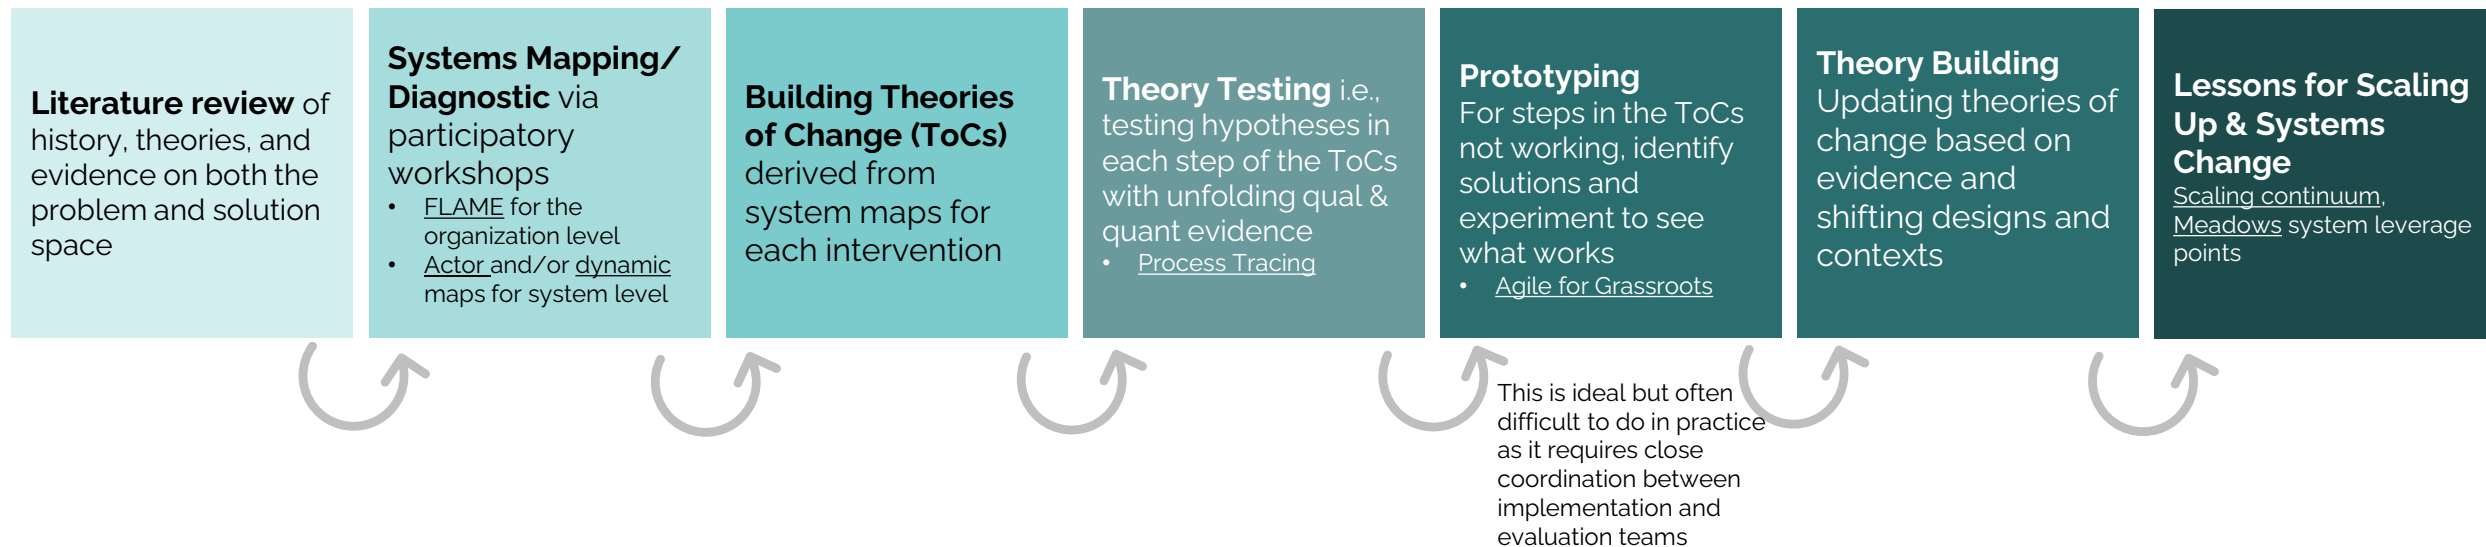 Literature review of
history, theories, and
evidence on both the
problem and solution
space
Systems Mapping/
Diagnostic via
participatory
workshops
• FLAME for the
organization level
• Actor and/or dynamic
maps for system level
Building Theories
of Change (ToCs)
derived from
system maps for
each intervention
Theory Testing i.e.,
testing hypotheses in
each step of the ToCs
with unfolding qual &
quant evidence
• Process Tracing
Prototyping
For steps in the ToCs
not working, identify
solutions and
experiment to see
what works
• Agile for Grassroots
This is ideal but often
difficult to do in practice
as it requires close
coordination between
implementation and
evaluation teams
Theory Building
Updating theories of
change based on
evidence and
shifting designs and
contexts
Lessons for Scaling
Up & Systems
Change
Scaling continuum,
Meadows system leverage
points